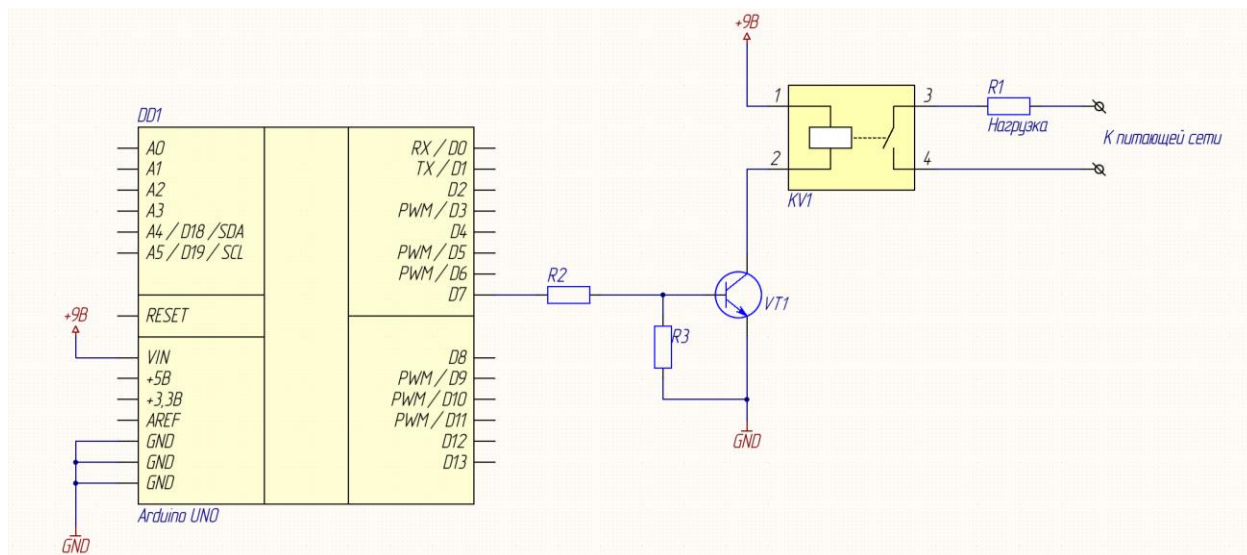 +9В
1
3
R1
Нагрузка
К питающей сети
2
4
KV1
DD1
A0
A1
A2
A3
A4 / D18 /SDA
A5 / D19 / SCL
RESET
+9В
VIN
+5В
+3,3В
AREF
GND
GND
GND
GND
Arduino UNO
RX / D0
TX / D1
D2
PWM / D3
D4
PWM / D5
PWM / D6
D7
D8
PWM / D9
PWM / D10
PWM / D11
D12
D13
R2
R3
VT1
GND